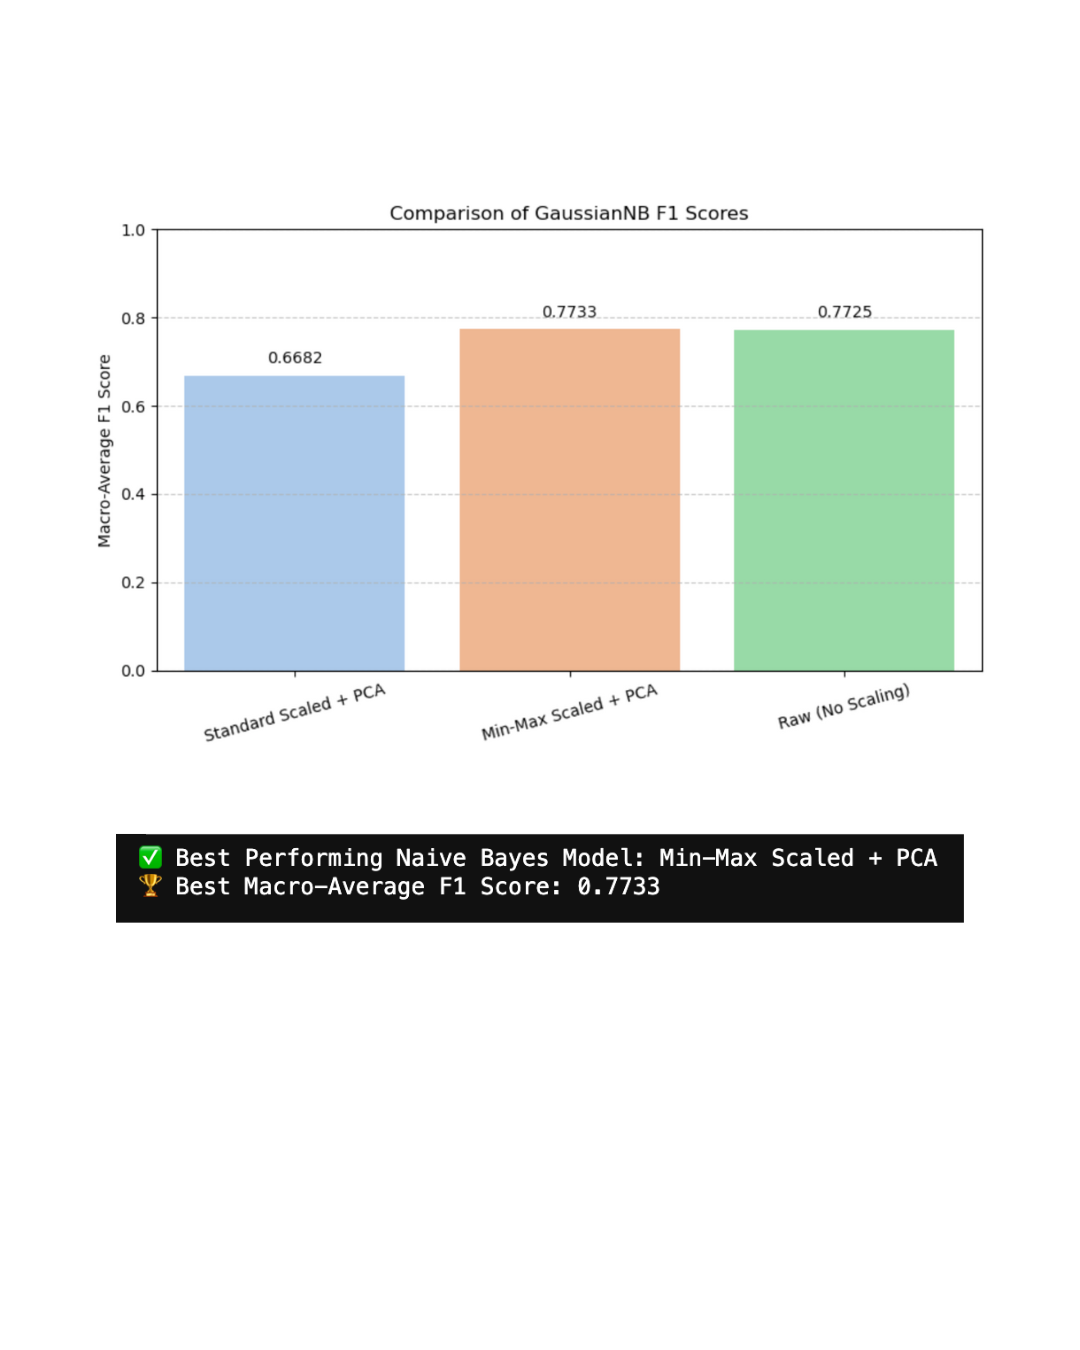 Comparison of GaussianNB F1 Scores
1.0
0.8
0.6
0.4
0.2
0.0
Macro-Average F1 Score
0.6682
0.7733
0.7725
Standard Scaled + PCA
Min-Max Scaled + PCA
Raw (No Scaling)
✅ Best Performing Naive Bayes Model: Min-Max Scaled + PCA
🏆 Best Macro-Average F1 Score: 0.7733